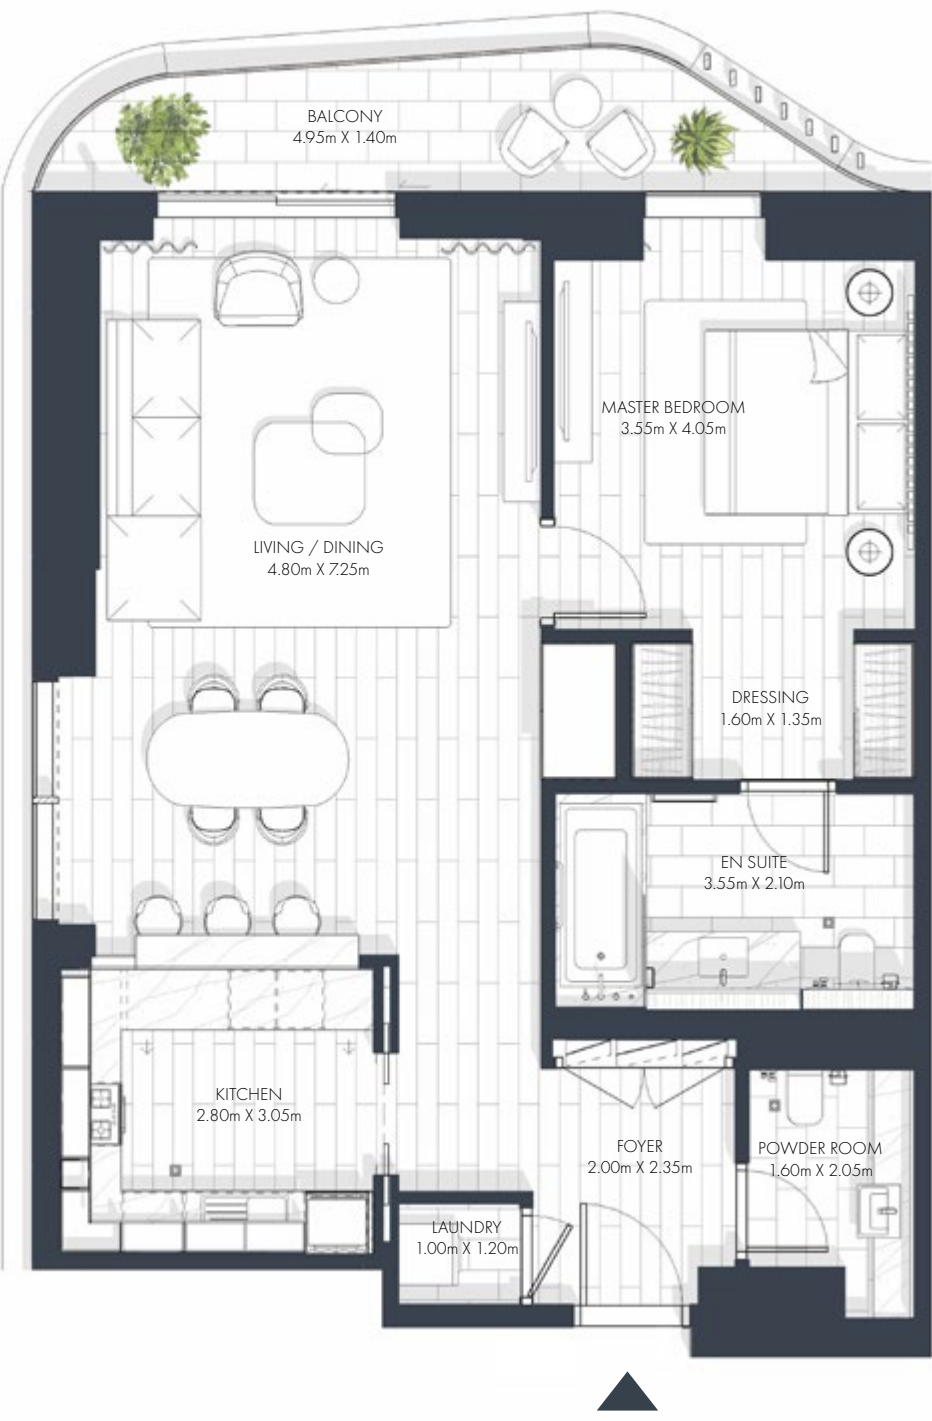 BALCONY
4.95m X 1.40m
MASTER BEDROOM
3.55m X 4.05m
LIVING / DINING
4.80m X 7.25m
DRESSING
1.60m X 1.35m
EN SUITE
3.55m X 2.10m
KITCHEN
2.80m X 3.05m
FOYER
2.00m X 2.35m
POWDER ROOM
1.60m X 2.05m
LAUNDRY
1.00m X 1.20m